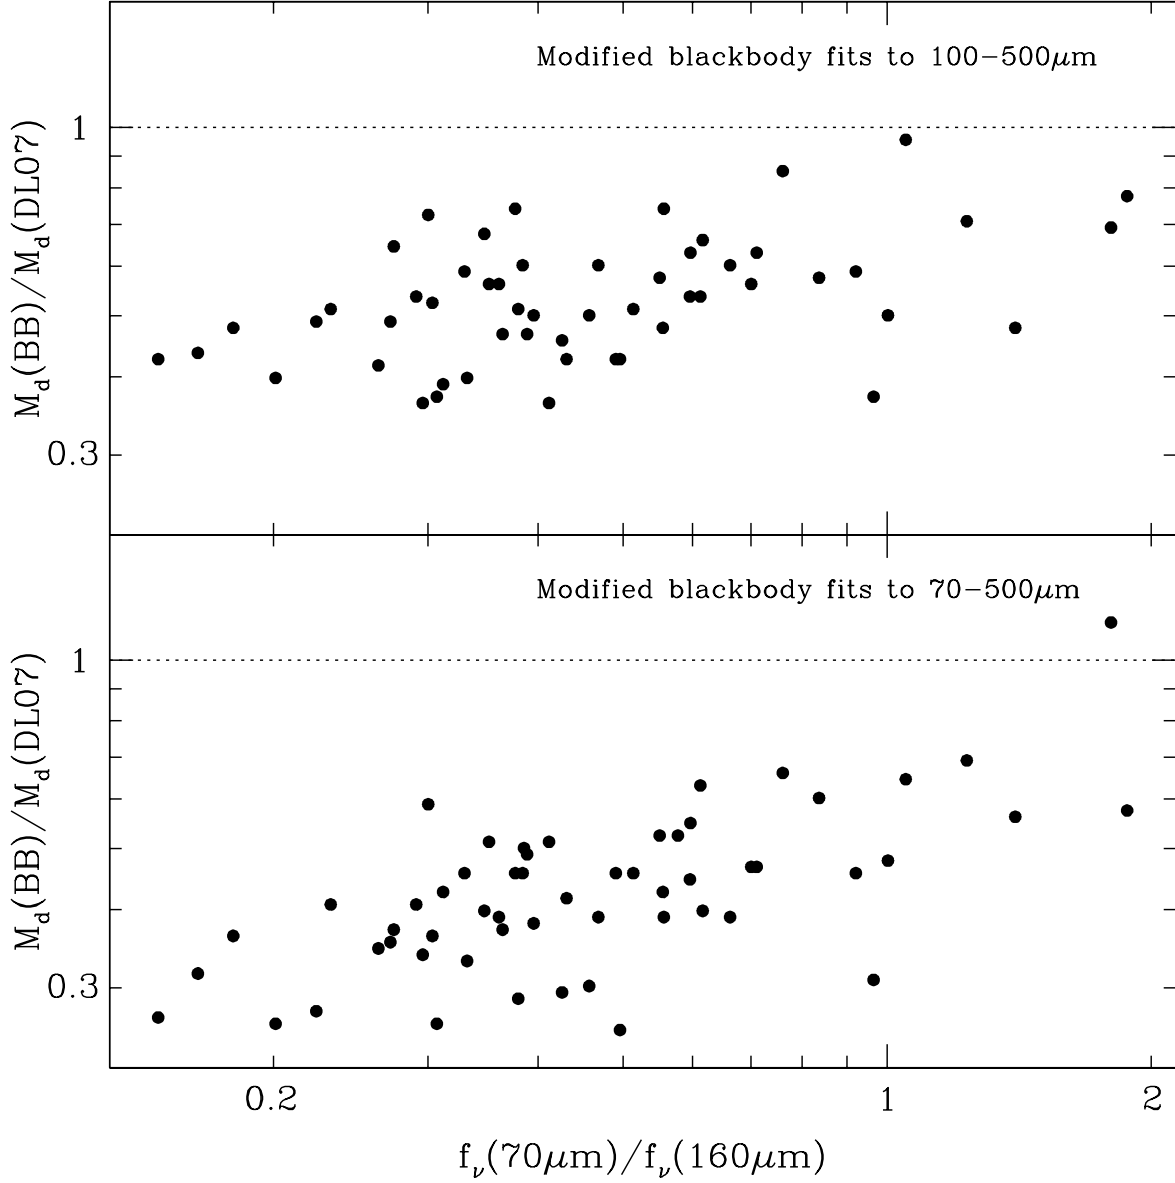 Modified blackbody fits to 100−500μm
1
M_d(BB)/M_d(DL07)
0.3
Modified blackbody fits to 70−500μm
1
M_d(BB)/M_d(DL07)
0.3
0.2 1 2
f_ν(70μm)/f_ν(160μm)